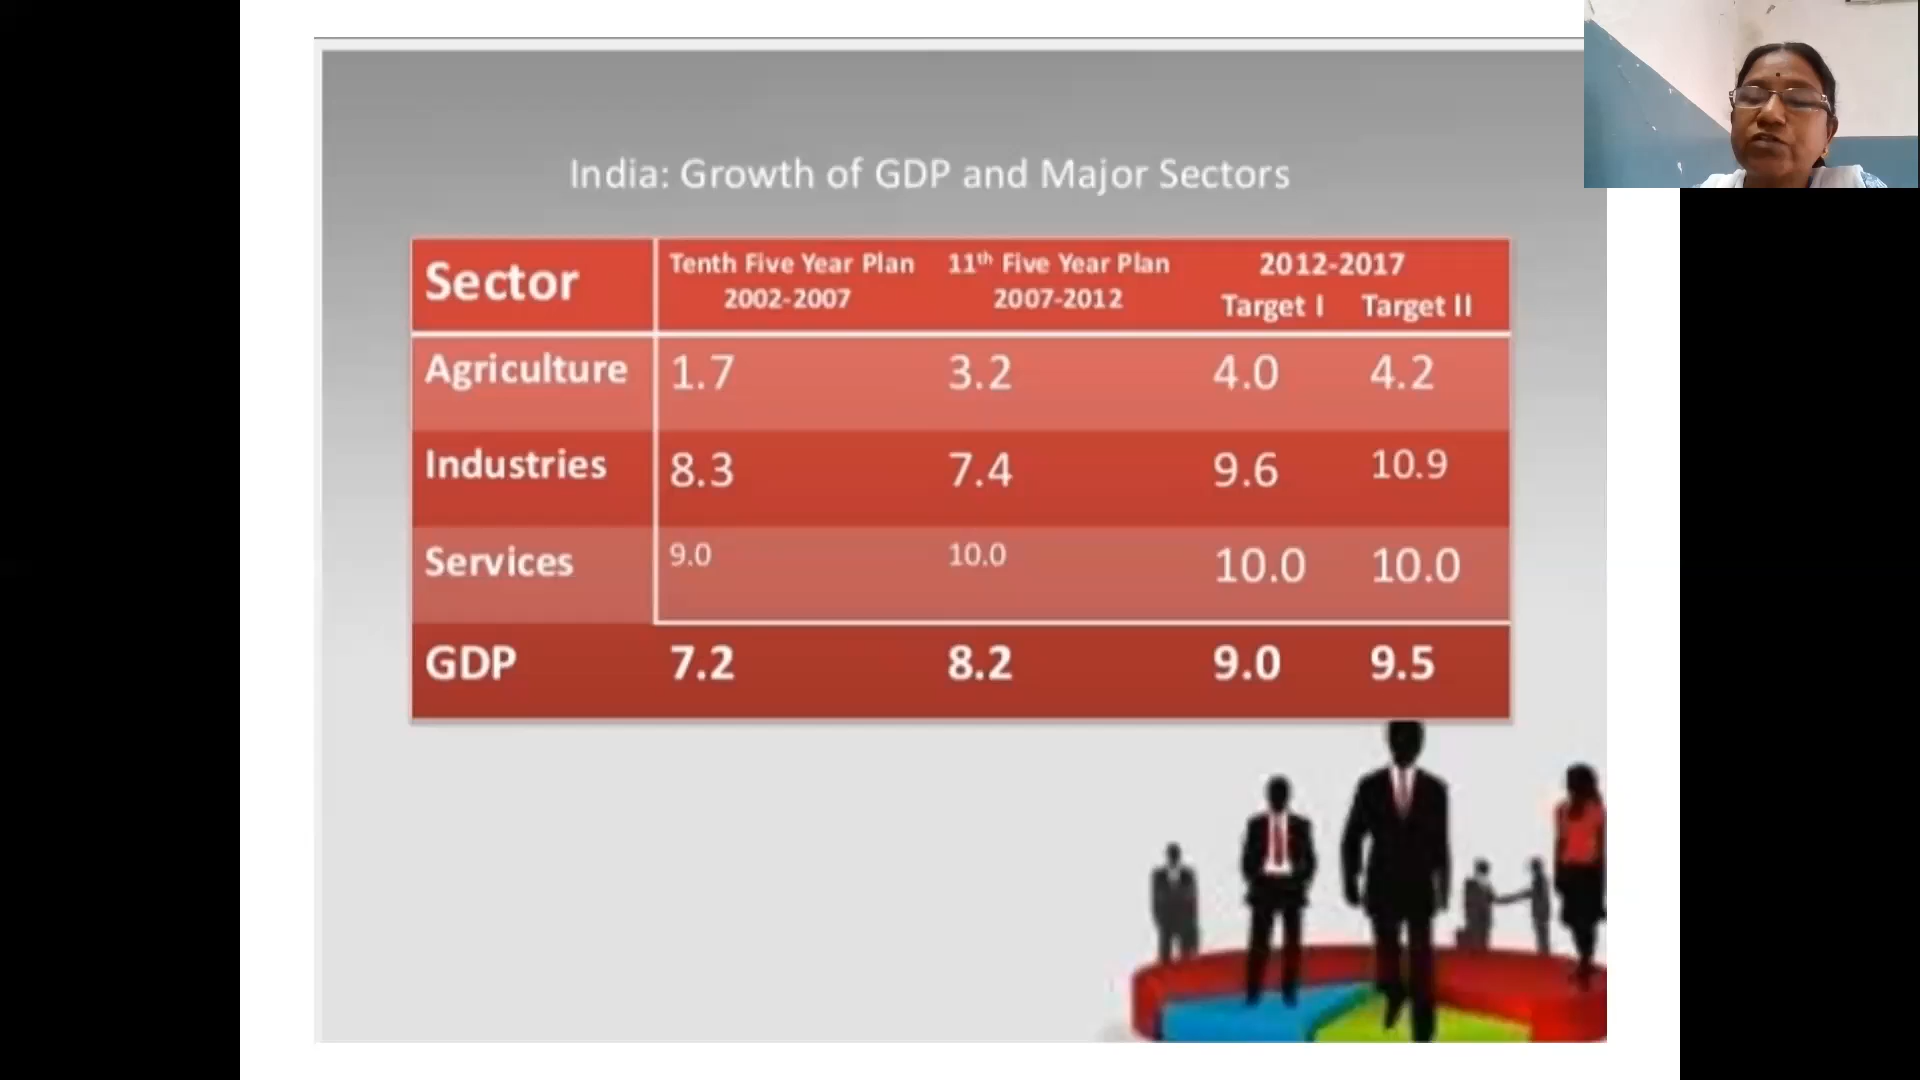 India: Growth of GDP and Major Sectors
Sector Tenth Five Year Plan 11th Five Year Plan 2012-2017
2002-2007 2007-2012 Target I Target II
Agriculture 1.7 3.2 4.0 4.2
Industries 8.3 7.4 9.6 10.9
Services 9.0 10.0 10.0 10.0
GDP 7.2 8.2 9.0 9.5